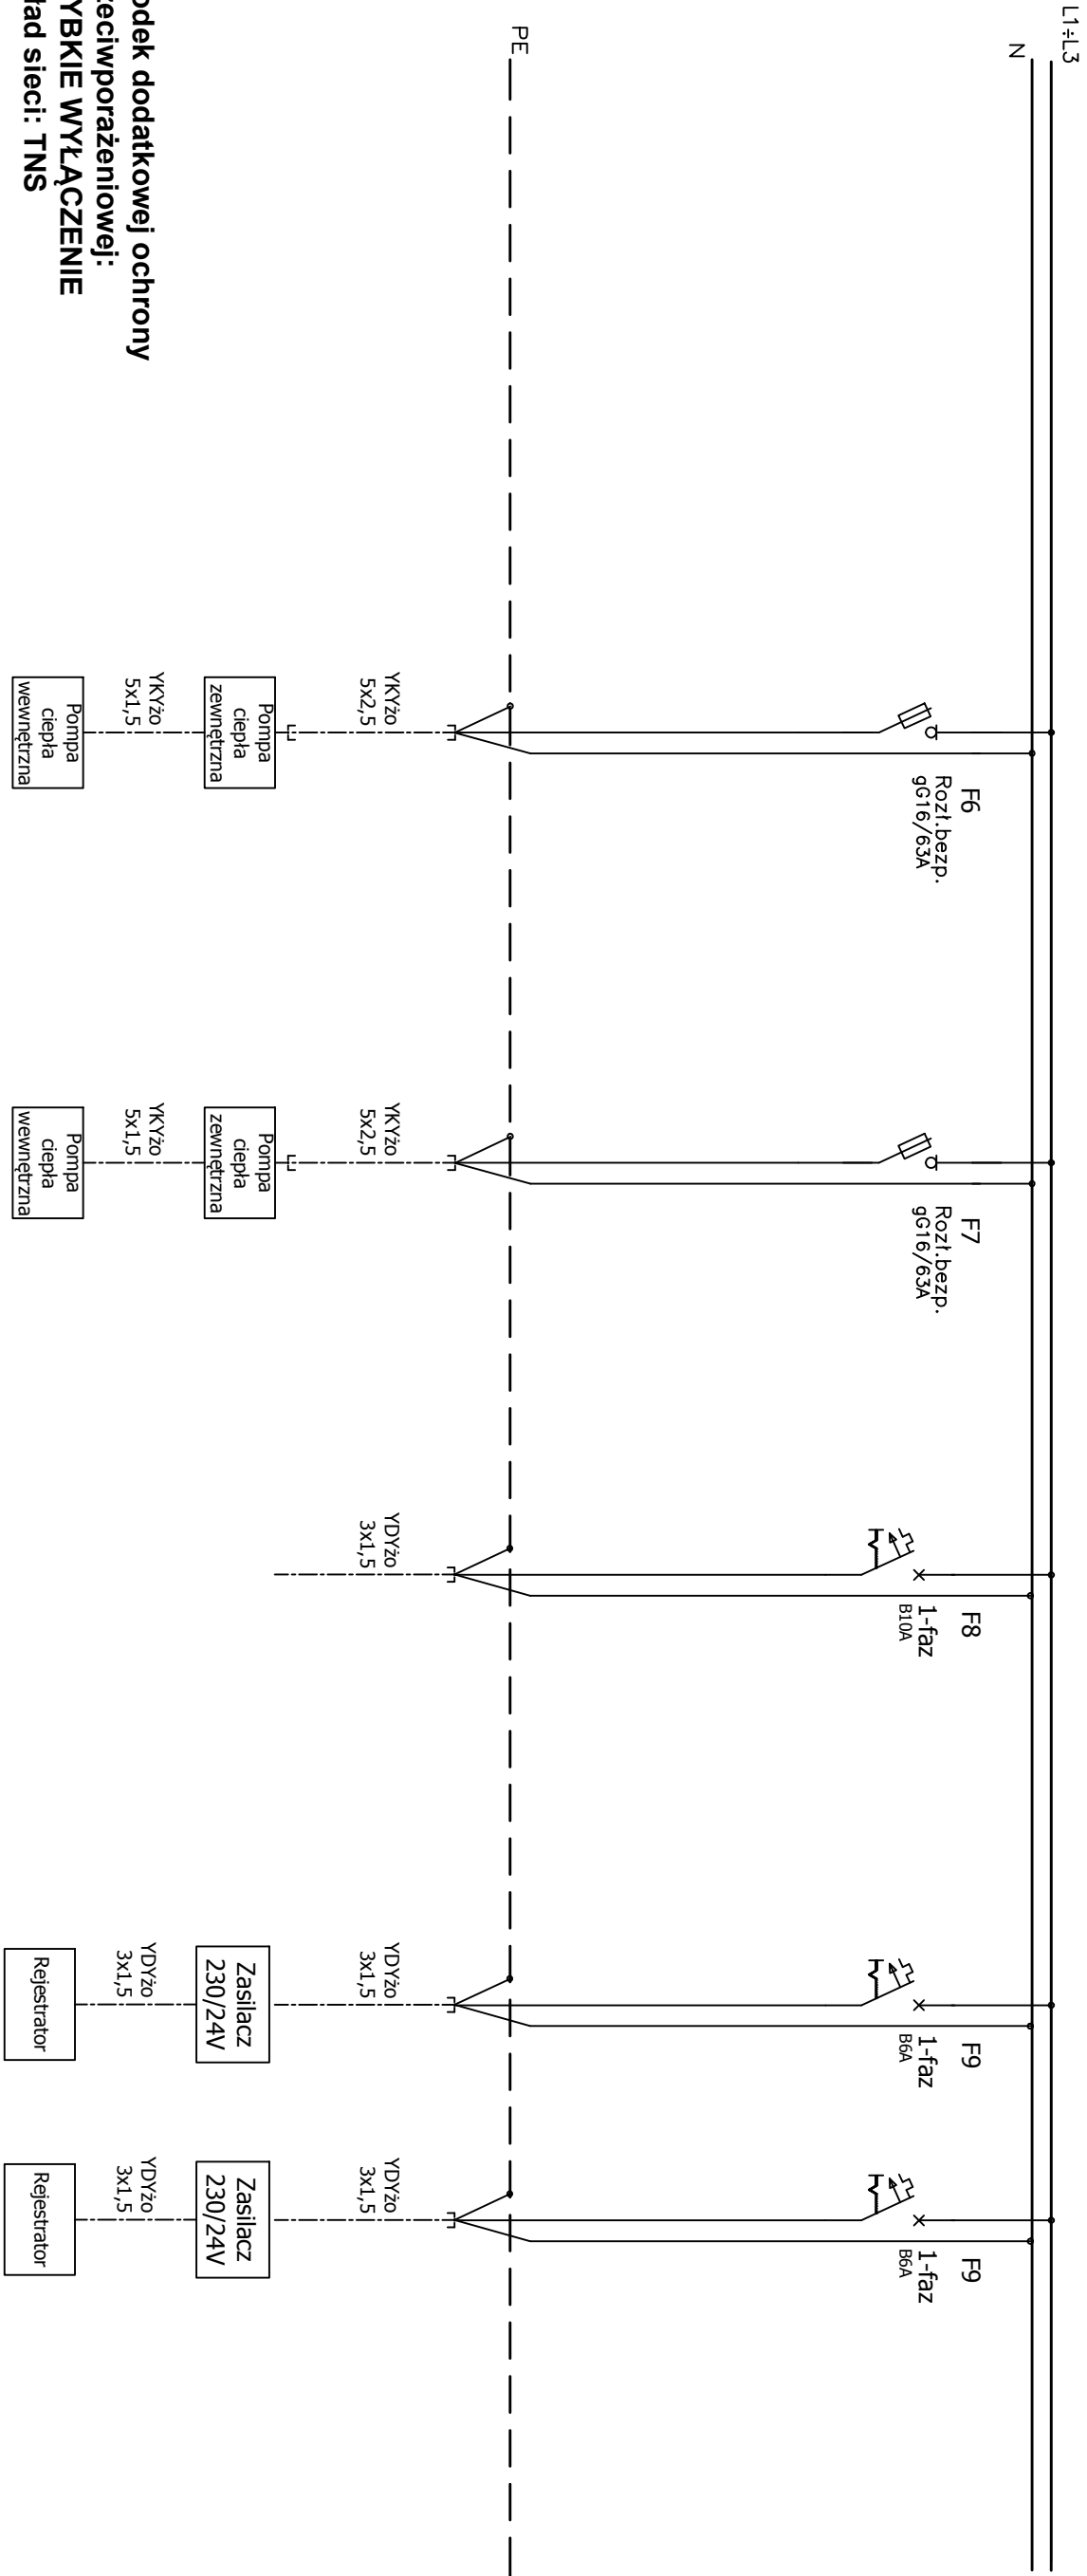 L1÷L3
N
PE
F6
Rozł.bezp.
gG16/63A
F7
Rozł.bezp.
gG16/63A
F8
1-faz
B10A
F9
1-faz
B6A
F9
1-faz
B6A
YKYżo
5x2,5
YKYżo
5x2,5
YDYżo
3x1,5
YDYżo
3x1,5
YDYżo
3x1,5
Pompa
ciepła
zewnętrzna
Pompa
ciepła
zewnętrzna
Zasilacz
230/24V
Zasilacz
230/24V
YKYżo
5x1,5
YKYżo
5x1,5
YDYżo
3x1,5
YDYżo
3x1,5
Pompa
ciepła
wewnętrzna
Pompa
ciepła
wewnętrzna
Rejestrator
Rejestrator
odek dodatkowej ochrony
zeciwporażeniowej:
YBKIE WYŁĄCZENIE
ład sieci: TNS